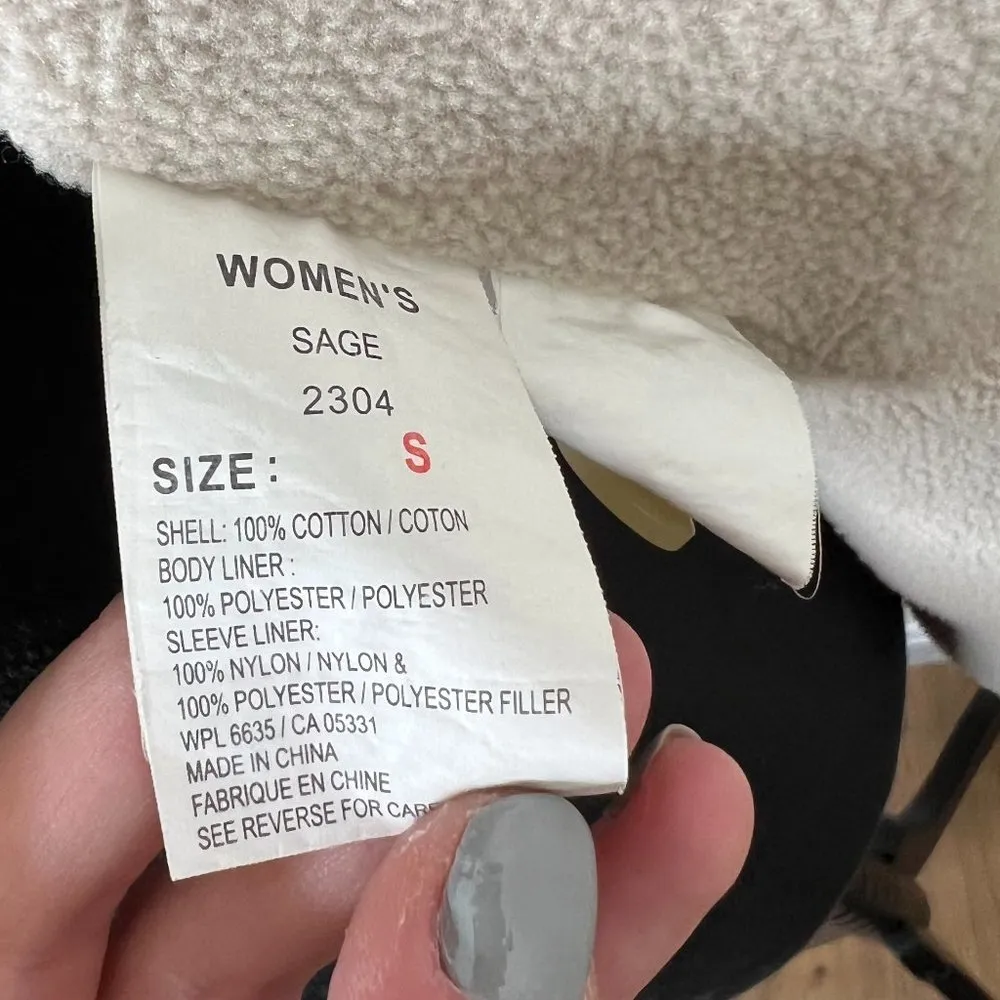 WOMEN'S
SAGE
2304
SIZE: S
SHELL: 100% COTTON / COTON
BODY LINER :
100% POLYESTER / POLYESTER
SLEEVE LINER:
100% NYLON / NYLON &
100% POLYESTER / POLYESTER FILLER
WPL 6635 / CA 05331
MADE IN CHINA
FABRIQUE EN CHINE
SEE REVERSE FOR CARE